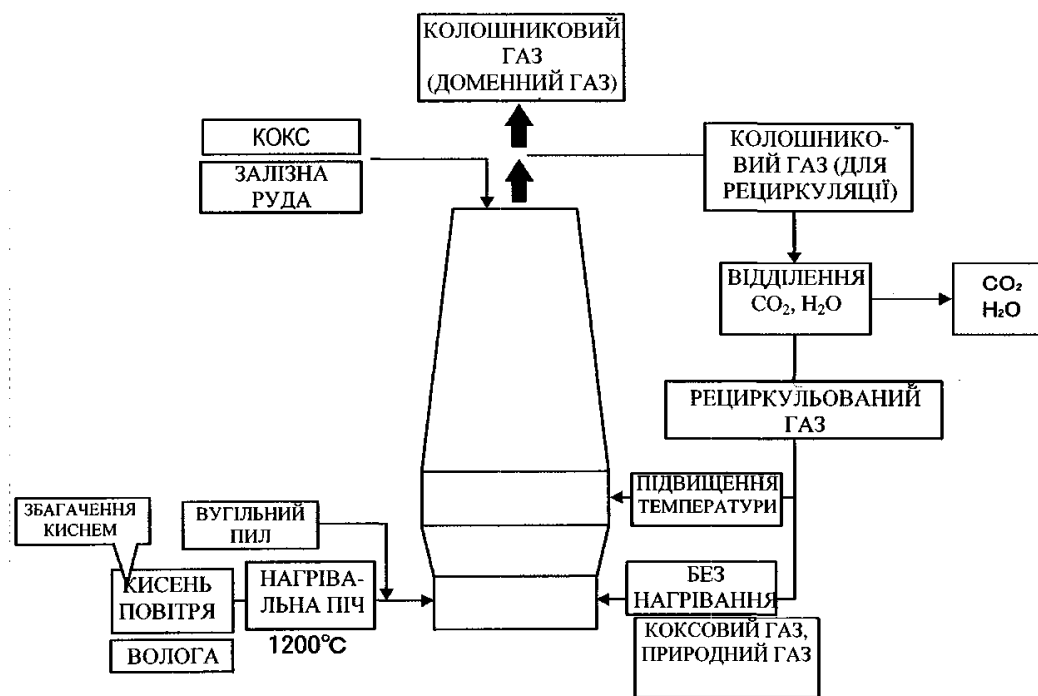 КОЛОШНИКОВИЙ
ГАЗ
(ДОМЕННИЙ ГАЗ)
КОКС
ЗАЛІЗНА
РУДА
КОЛОШНИКО-
ВИЙ ГАЗ (ДЛЯ
РЕЦИРКУЛЯЦІЇ)
ВІДДІЛЕННЯ
CO₂, H₂O
CO₂
H₂O
РЕЦИРКУЛЬОВАНИЙ
ГАЗ
ПІДВИЩЕННЯ
ТЕМПЕРАТУРИ
ЗБАГАЧЕННЯ
КИСНЕМ
ВУГІЛЬНИЙ
ПИЛ
КИСЕНЬ
ПОВІТРЯ
НАГРІВА-
ЛЬНА ПІЧ
1200°C
ВОЛОГА
БЕЗ
НАГРІВАННЯ
КОКСОВИЙ ГАЗ,
ПРИРОДНИЙ ГАЗ